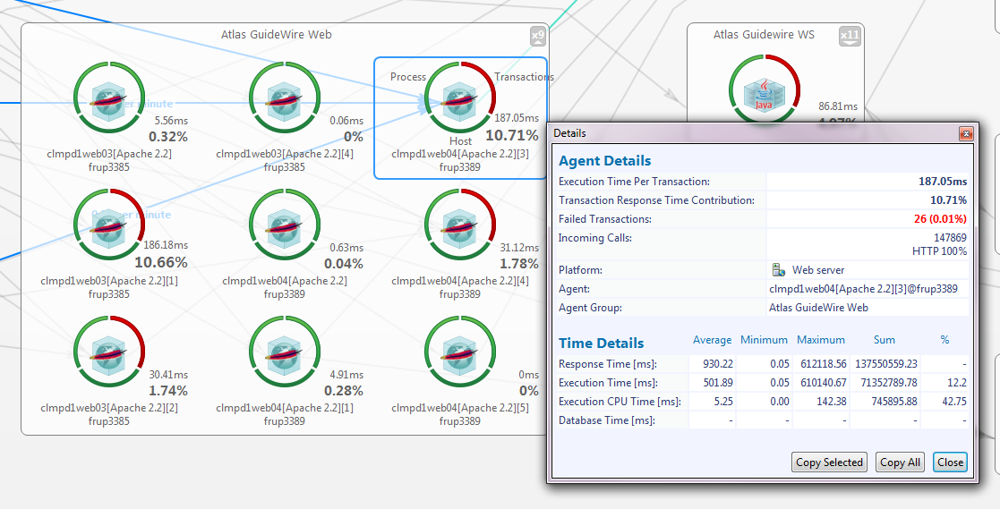 Atlas GuideWire Web
x9
Atlas Guidewire WS
x11
Process
Transactions
er minute
5.56ms
0.32%
clmpd1web03[Apache 2.2]
frup3385
0.06ms
0%
clmpd1web03[Apache 2.2][4]
frup3385
187.05ms
Host
10.71%
clmpd1web04[Apache 2.2][3]
frup3389
Java
86.81ms
er minute
186.18ms
10.66%
clmpd1web03[Apache 2.2][1]
frup3385
0.63ms
0.04%
clmpd1web04[Apache 2.2]
frup3389
31.12ms
1.78%
clmpd1web04[Apache 2.2][4]
frup3389
30.41ms
1.74%
clmpd1web03[Apache 2.2][2]
frup3385
4.91ms
0.28%
clmpd1web04[Apache 2.2][1]
frup3389
0ms
0%
clmpd1web04[Apache 2.2][5]
frup3389
Details
Agent Details
Execution Time Per Transaction: 187.05ms
Transaction Response Time Contribution: 10.71%
Failed Transactions: 26 (0.01%)
Incoming Calls: 147869
HTTP 100%
Platform: Web server
Agent: clmpd1web04[Apache 2.2][3]@frup3389
Agent Group: Atlas GuideWire Web
Time Details Average Minimum Maximum Sum %
Response Time [ms]: 930.22 0.05 612118.56 137550559.23 -
Execution Time [ms]: 501.89 0.05 610140.67 71352789.78 12.2
Execution CPU Time [ms]: 5.25 0.00 142.38 745895.88 42.75
Database Time [ms]: - - - - -
Copy Selected Copy All Close